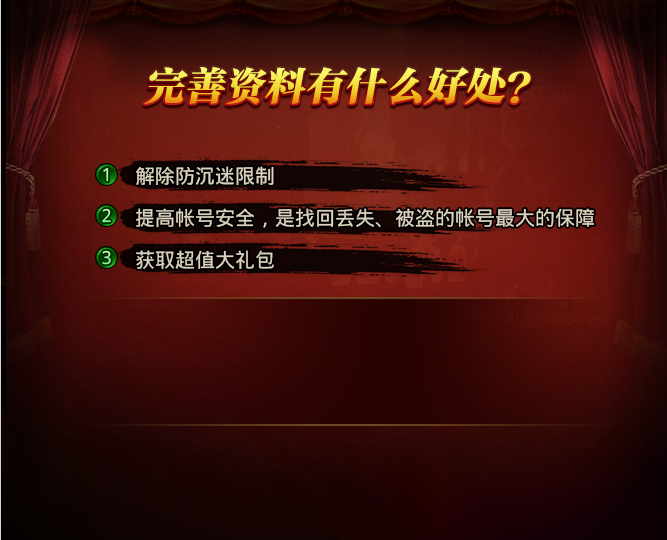 完善资料有什么好处?
1 解除防沉迷限制
2 提高帐号安全，是找回丢失、被盗的帐号最大的保障
3 获取超值大礼包